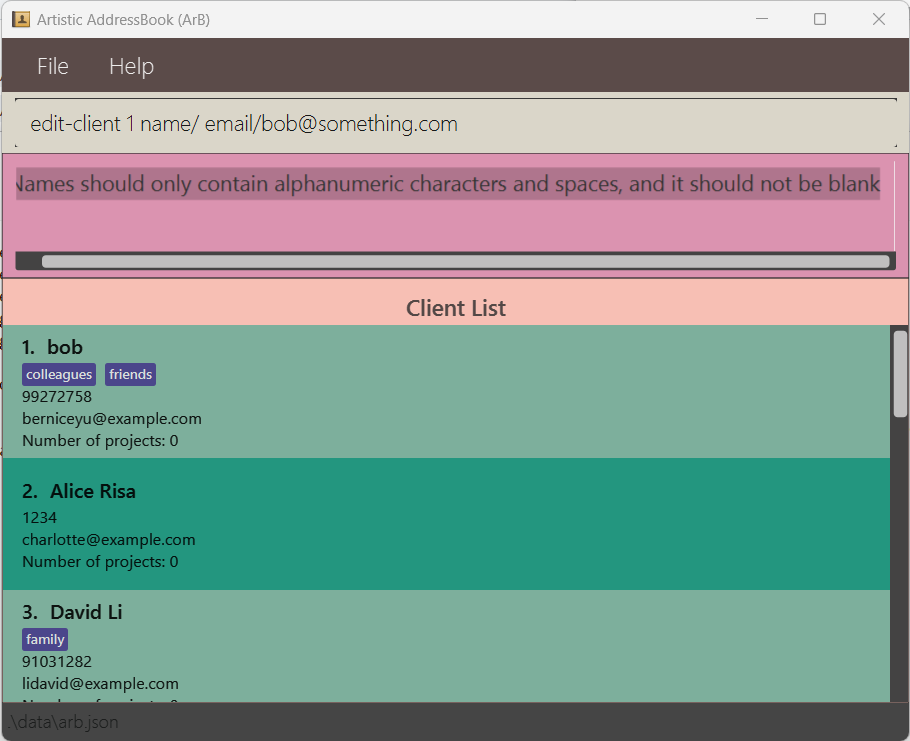 Artistic AddressBook (ArB)
File Help
edit-client 1 name/ email/bob@something.com
Names should only contain alphanumeric characters and spaces, and it should not be blank
Client List
1. bob
colleagues friends
99272758
berniceyu@example.com
Number of projects: 0
2. Alice Risa
1234
charlotte@example.com
Number of projects: 0
3. David Li
family
91031282
lidavid@example.com
.\data\arb.json